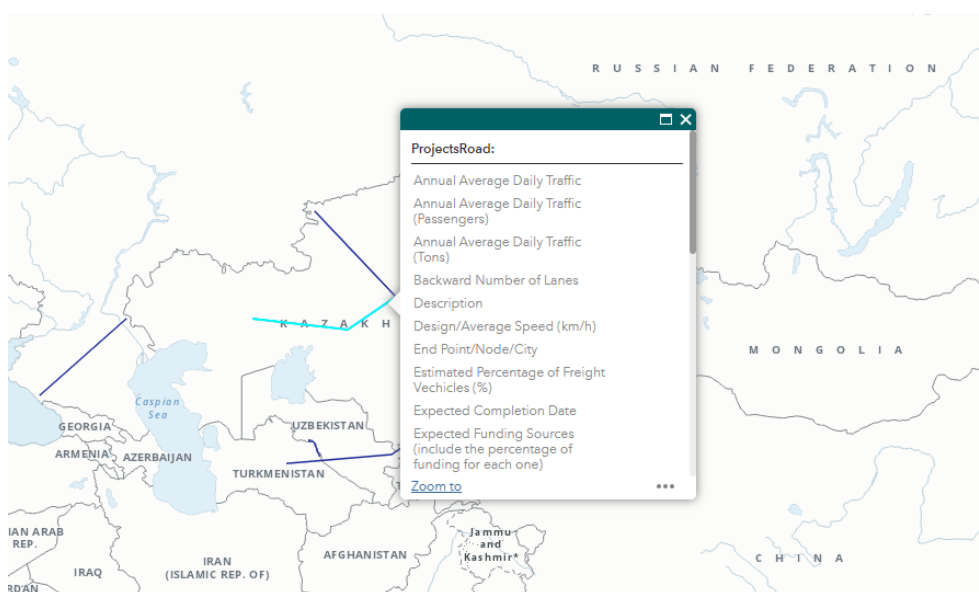 RUSSIAN FEDERATION
ProjectsRoad:
Annual Average Daily Traffic
Annual Average Daily Traffic
(Passengers)
Annual Average Daily Traffic
(Tons)
Backward Number of Lanes
Description
Design/Average Speed (km/h)
End Point/Node/City
Estimated Percentage of Freight
Vechicles (%)
Expected Completion Date
Expected Funding Sources
(include the percentage of
funding for each one)
Zoom to
KAZAKH
MONGOLIA
Caspian
Sea
GEORGIA
UZBEKISTAN
ARMENIA
AZERBAIJAN
TURKMENISTAN
T
IAN ARAB
REP.
IRAQ
IRAN
(ISLAMIC REP. OF)
AFGHANISTAN
Jammu
and
Kashmir*
CHINA
RDAN